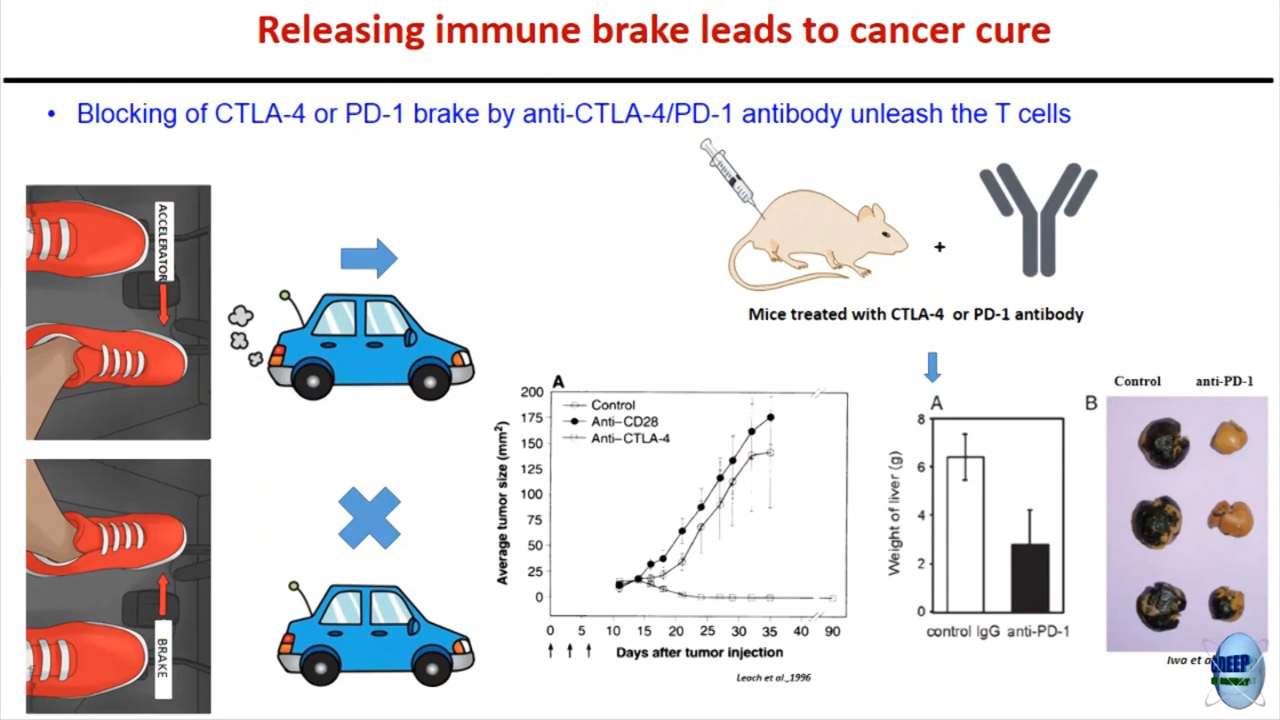 Releasing immune brake leads to cancer cure
• Blocking of CTLA-4 or PD-1 brake by anti-CTLA-4/PD-1 antibody unleash the T cells
ACCELERATOR
BRAKE
+
Mice treated with CTLA-4 or PD-1 antibody
A
Control
Anti–CD28
Anti–CTLA-4
Average tumor size (mm²)
200
175
150
125
100
75
50
25
0
0 5 10 15 20 25 30 35 40 90
Days after tumor injection
Leach et al.,1996
A
Weight of liver (g)
8
6
4
2
0
control IgG anti-PD-1
B
Control anti-PD-1
Iwa et a